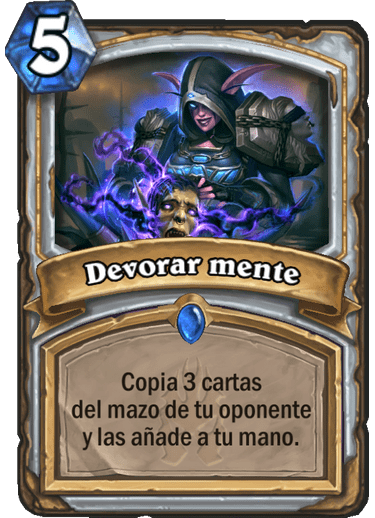 5
Devorar mente
Copia 3 cartas
del mazo de tu oponente
y las añade a tu mano.